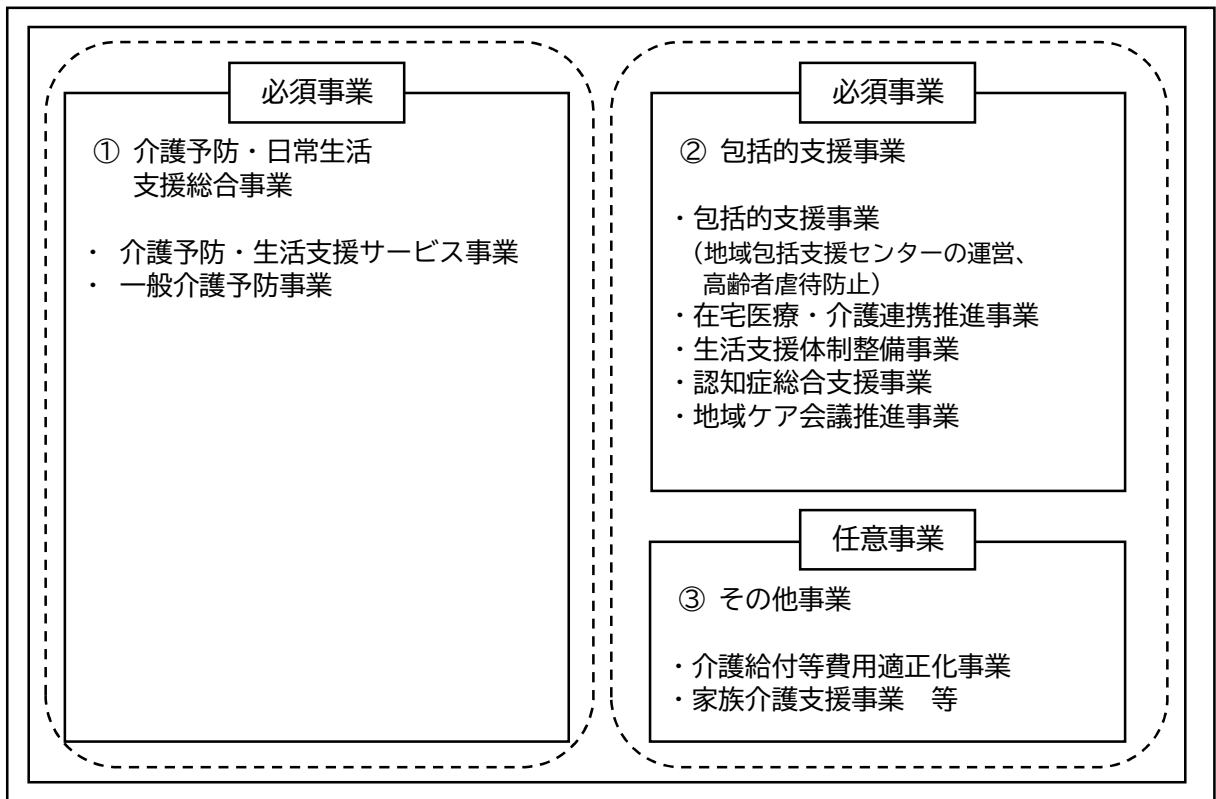 必須事業
① 介護予防・日常生活
支援総合事業
・ 介護予防・生活支援サービス事業
・ 一般介護予防事業
必須事業
② 包括的支援事業
・包括的支援事業
（地域包括支援センターの運営、
高齢者虐待防止）
・在宅医療・介護連携推進事業
・生活支援体制整備事業
・認知症総合支援事業
・地域ケア会議推進事業
任意事業
③ その他事業
・介護給付等費用適正化事業
・家族介護支援事業　等